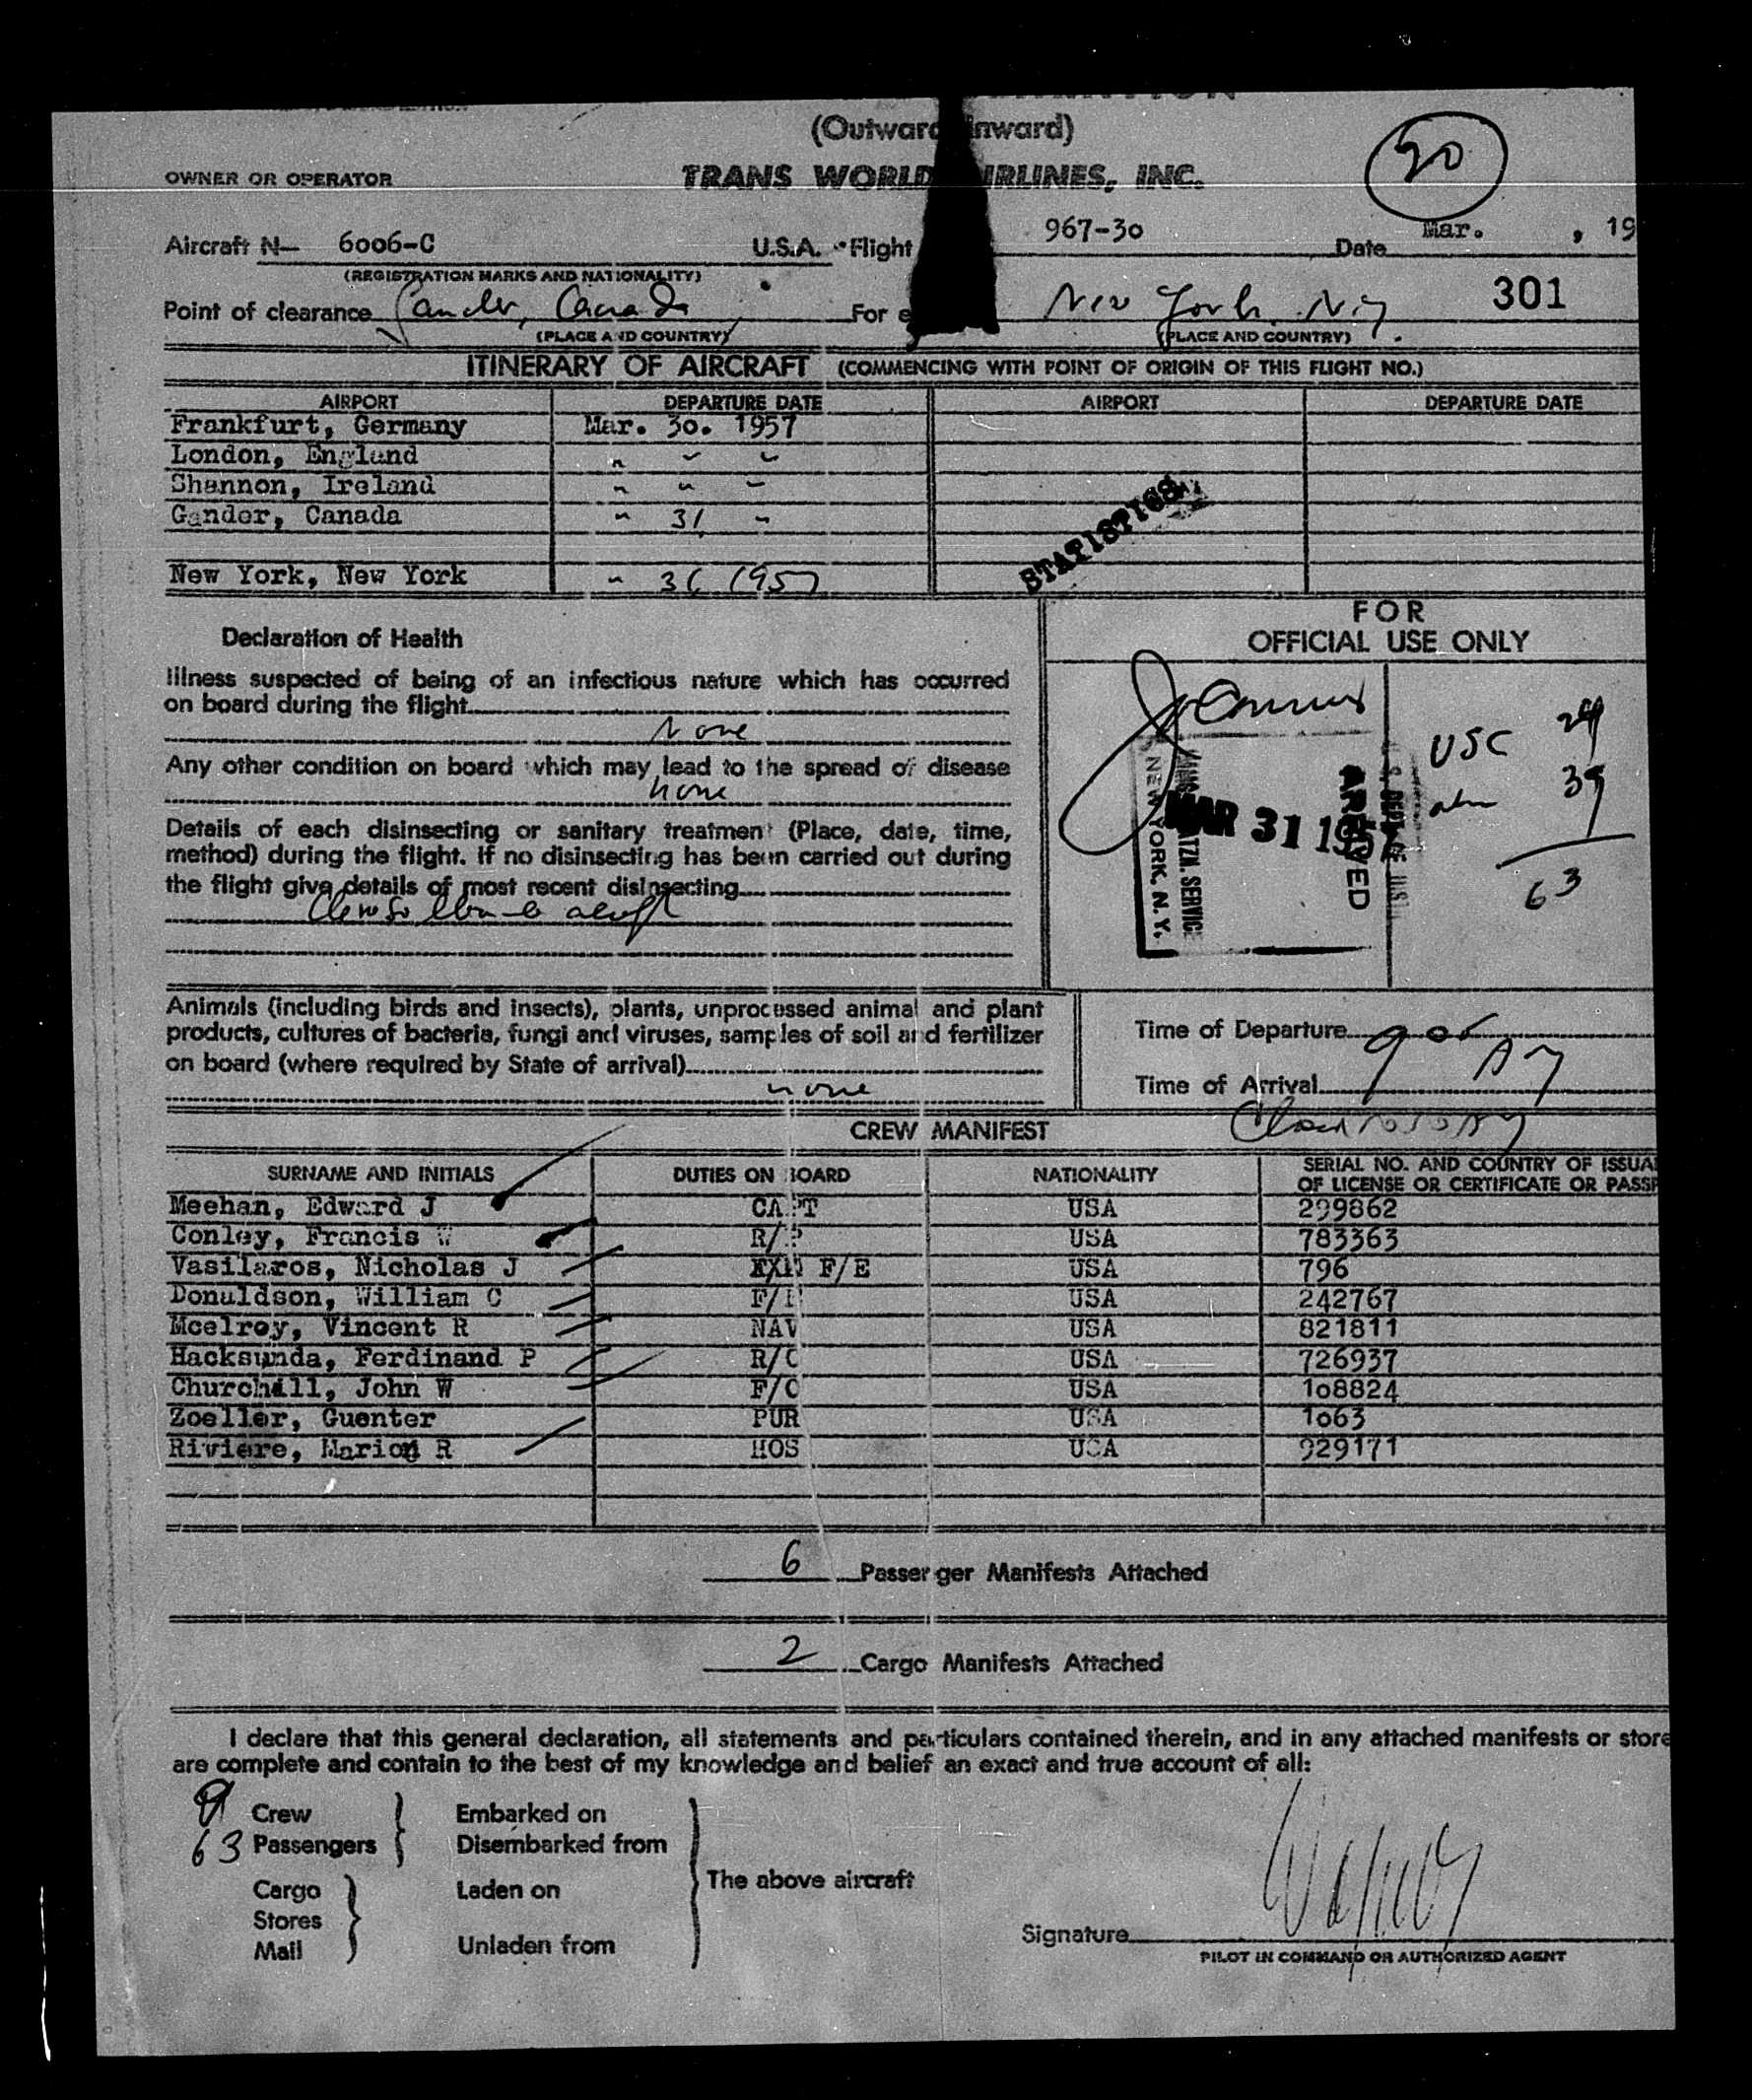 (Outward Inward)
20
OWNER OR OPERATOR TRANS WORLD AIRLINES, INC.
Aircraft N— 6006-C U.S.A. Flight 967-30 Date Mar. , 19
(REGISTRATION MARKS AND NATIONALITY)
Point of clearance Gander, Canada For e New York, N.Y. 301
(PLACE AND COUNTRY) (PLACE AND COUNTRY)
ITINERARY OF AIRCRAFT (COMMENCING WITH POINT OF ORIGIN OF THIS FLIGHT NO.)
AIRPORT DEPARTURE DATE AIRPORT DEPARTURE DATE
Frankfurt, Germany Mar. 30. 1957
London, England " " "
Shannon, Ireland " " "
Gander, Canada " 31 "
New York, New York " 31 1957
STATISTICS
Declaration of Health
Illness suspected of being of an infectious nature which has occurred
on board during the flight
None
Any other condition on board which may lead to the spread of disease
none
Details of each disinsecting or sanitary treatment (Place, date, time,
method) during the flight. If no disinsecting has been carried out during
the flight give details of most recent disinsecting
FOR
OFFICIAL USE ONLY
USC 24
39
63
MAR 31 1957
ARRIVED
NEW YORK, N. Y.
NATZN. SERVICE
Animals (including birds and insects), plants, unprocessed animal and plant
products, cultures of bacteria, fungi and viruses, samples of soil and fertilizer
on board (where required by State of arrival)
none
Time of Departure
Time of Arrival
CREW MANIFEST
SURNAME AND INITIALS DUTIES ON BOARD NATIONALITY SERIAL NO. AND COUNTRY OF ISSUA
OF LICENSE OR CERTIFICATE OR PASSP
Meehan, Edward J CAPT USA 299862
Conley, Francis W R/P USA 783363
Vasilaros, Nicholas J F/E USA 796
Donaldson, William C F/E USA 242767
Mcelroy, Vincent R NAV USA 821811
Hacksunda, Ferdinand P R/O USA 726937
Churchill, John W F/O USA 108824
Zoeller, Guenter PUR USA 1063
Riviere, Marion R HOS USA 929171
6 Passenger Manifests Attached
2 Cargo Manifests Attached
I declare that this general declaration, all statements and particulars contained therein, and in any attached manifests or store
are complete and contain to the best of my knowledge and belief an exact and true account of all:
9 Crew Embarked on
63 Passengers Disembarked from
The above aircraft
Cargo Laden on
Stores
Mail Unladen from
Signature
PILOT IN COMMAND OR AUTHORIZED AGENT